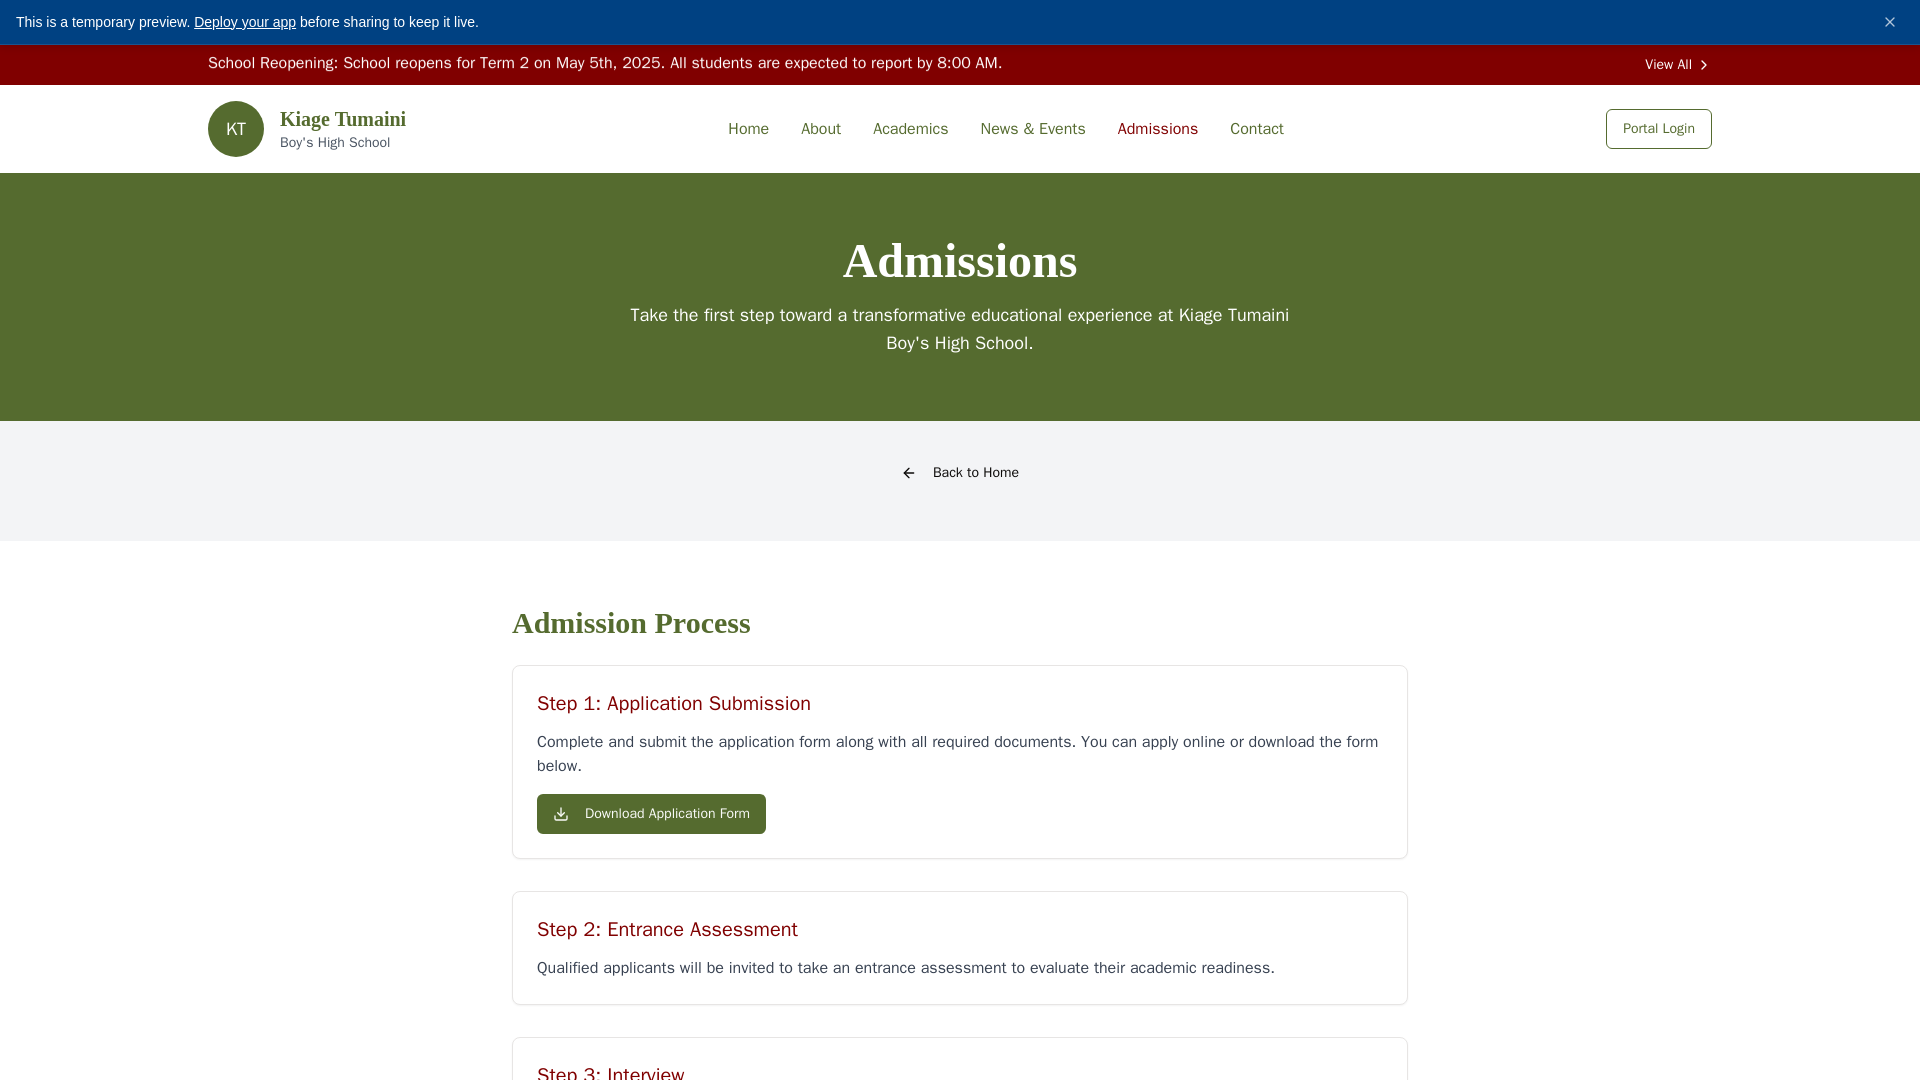 This is a temporary preview. Deploy your app before sharing to keep it live.
School Reopening: School reopens for Term 2 on May 5th, 2025. All students are expected to report by 8:00 AM.
View All
KT
Kiage Tumaini
Boy's High School
Home
About
Academics
News & Events
Admissions
Contact
Portal Login
Admissions
Take the first step toward a transformative educational experience at Kiage Tumaini
Boy's High School.
Back to Home
Admission Process
Step 1: Application Submission
Complete and submit the application form along with all required documents. You can apply online or download the form
below.
Download Application Form
Step 2: Entrance Assessment
Qualified applicants will be invited to take an entrance assessment to evaluate their academic readiness.
Step 3: Interview